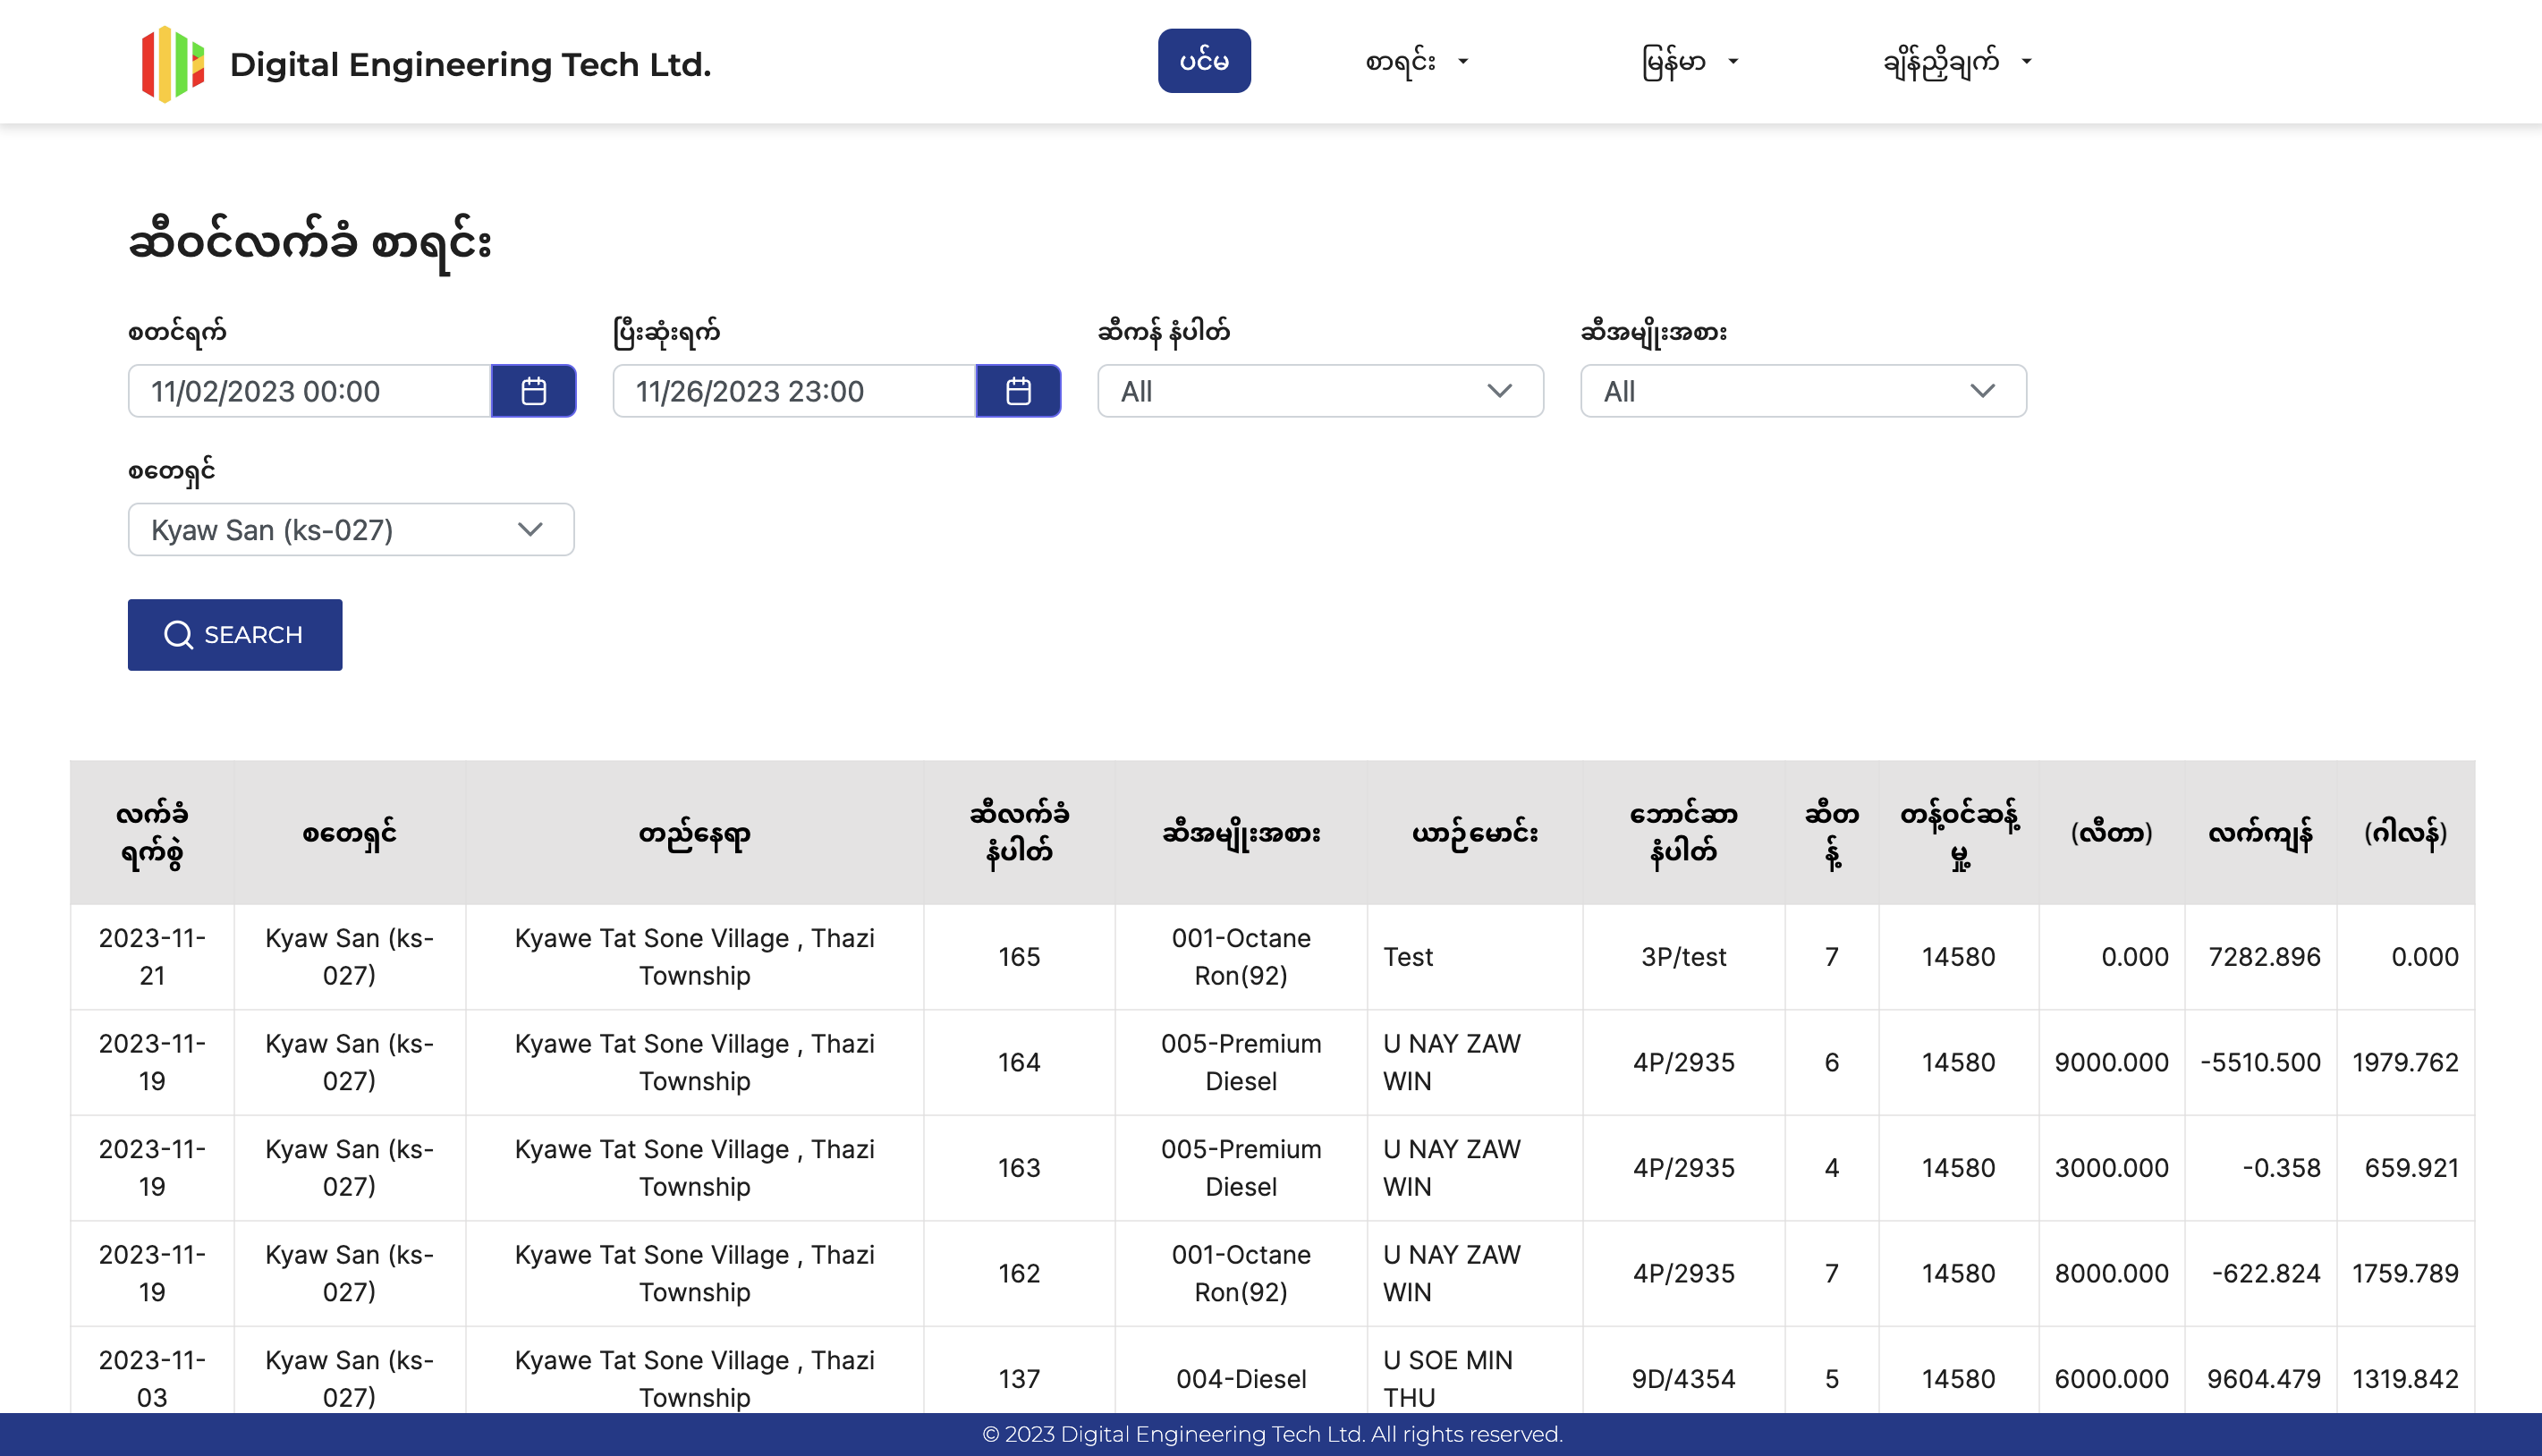 Digital Engineering Tech Ltd.
ပင်မ
စာရင်း
မြန်မာ
ချိန်ညှိချက်
ဆီဝင်လက်ခံ စာရင်း
စတင်ရက်
ပြီးဆုံးရက်
ဆီကန် နံပါတ်
ဆီအမျိုးအစား
11/02/2023 00:00
11/26/2023 23:00
All
All
စတေရှင်
Kyaw San (ks-027)
SEARCH
လက်ခံ
ရက်စွဲ
စတေရှင်
တည်နေရာ
ဆီလက်ခံ
နံပါတ်
ဆီအမျိုးအစား
ယာဉ်မောင်း
ဘောင်ဆာ
နံပါတ်
ဆီတ
န့်
တန့်ဝင်ဆန့်
မှု့
(လီတာ)
လက်ကျန်
(ဂါလန်)
2023-11-
21
Kyaw San (ks-
027)
Kyawe Tat Sone Village , Thazi
Township
165
001-Octane
Ron(92)
Test
3P/test
7
14580
0.000
7282.896
0.000
2023-11-
19
Kyaw San (ks-
027)
Kyawe Tat Sone Village , Thazi
Township
164
005-Premium
Diesel
U NAY ZAW
WIN
4P/2935
6
14580
9000.000
-5510.500
1979.762
2023-11-
19
Kyaw San (ks-
027)
Kyawe Tat Sone Village , Thazi
Township
163
005-Premium
Diesel
U NAY ZAW
WIN
4P/2935
4
14580
3000.000
-0.358
659.921
2023-11-
19
Kyaw San (ks-
027)
Kyawe Tat Sone Village , Thazi
Township
162
001-Octane
Ron(92)
U NAY ZAW
WIN
4P/2935
7
14580
8000.000
-622.824
1759.789
2023-11-
03
Kyaw San (ks-
027)
Kyawe Tat Sone Village , Thazi
Township
137
004-Diesel
U SOE MIN
THU
9D/4354
5
14580
6000.000
9604.479
1319.842
© 2023 Digital Engineering Tech Ltd. All rights reserved.